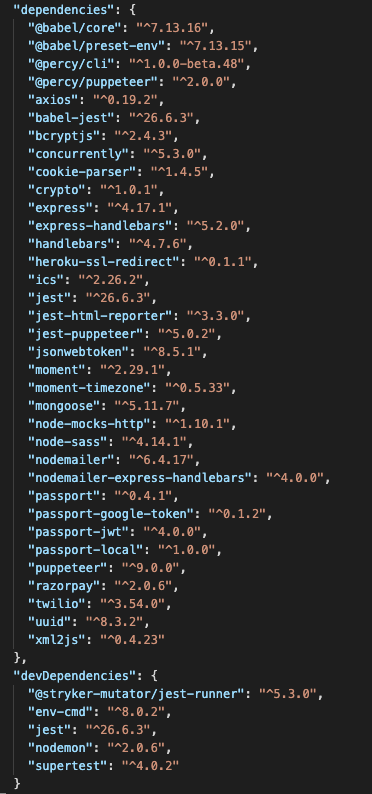 "dependencies": {
"@babel/core": "^7.13.16",
"@babel/preset-env": "^7.13.15",
"@percy/cli": "^1.0.0-beta.48",
"@percy/puppeteer": "^2.0.0",
"axios": "^0.19.2",
"babel-jest": "^26.6.3",
"bcryptjs": "^2.4.3",
"concurrently": "^5.3.0",
"cookie-parser": "^1.4.5",
"crypto": "^1.0.1",
"express": "^4.17.1",
"express-handlebars": "^5.2.0",
"handlebars": "^4.7.6",
"heroku-ssl-redirect": "^0.1.1",
"ics": "^2.26.2",
"jest": "^26.6.3",
"jest-html-reporter": "^3.3.0",
"jest-puppeteer": "^5.0.2",
"jsonwebtoken": "^8.5.1",
"moment": "^2.29.1",
"moment-timezone": "^0.5.33",
"mongoose": "^5.11.7",
"node-mocks-http": "^1.10.1",
"node-sass": "^4.14.1",
"nodemailer": "^6.4.17",
"nodemailer-express-handlebars": "^4.0.0",
"passport": "^0.4.1",
"passport-google-token": "^0.1.2",
"passport-jwt": "^4.0.0",
"passport-local": "^1.0.0",
"puppeteer": "^9.0.0",
"razorpay": "^2.0.6",
"twilio": "^3.54.0",
"uuid": "^8.3.2",
"xml2js": "^0.4.23"
},
"devDependencies": {
"@stryker-mutator/jest-runner": "^5.3.0",
"env-cmd": "^8.0.2",
"jest": "^26.6.3",
"nodemon": "^2.0.6",
"supertest": "^4.0.2"
}